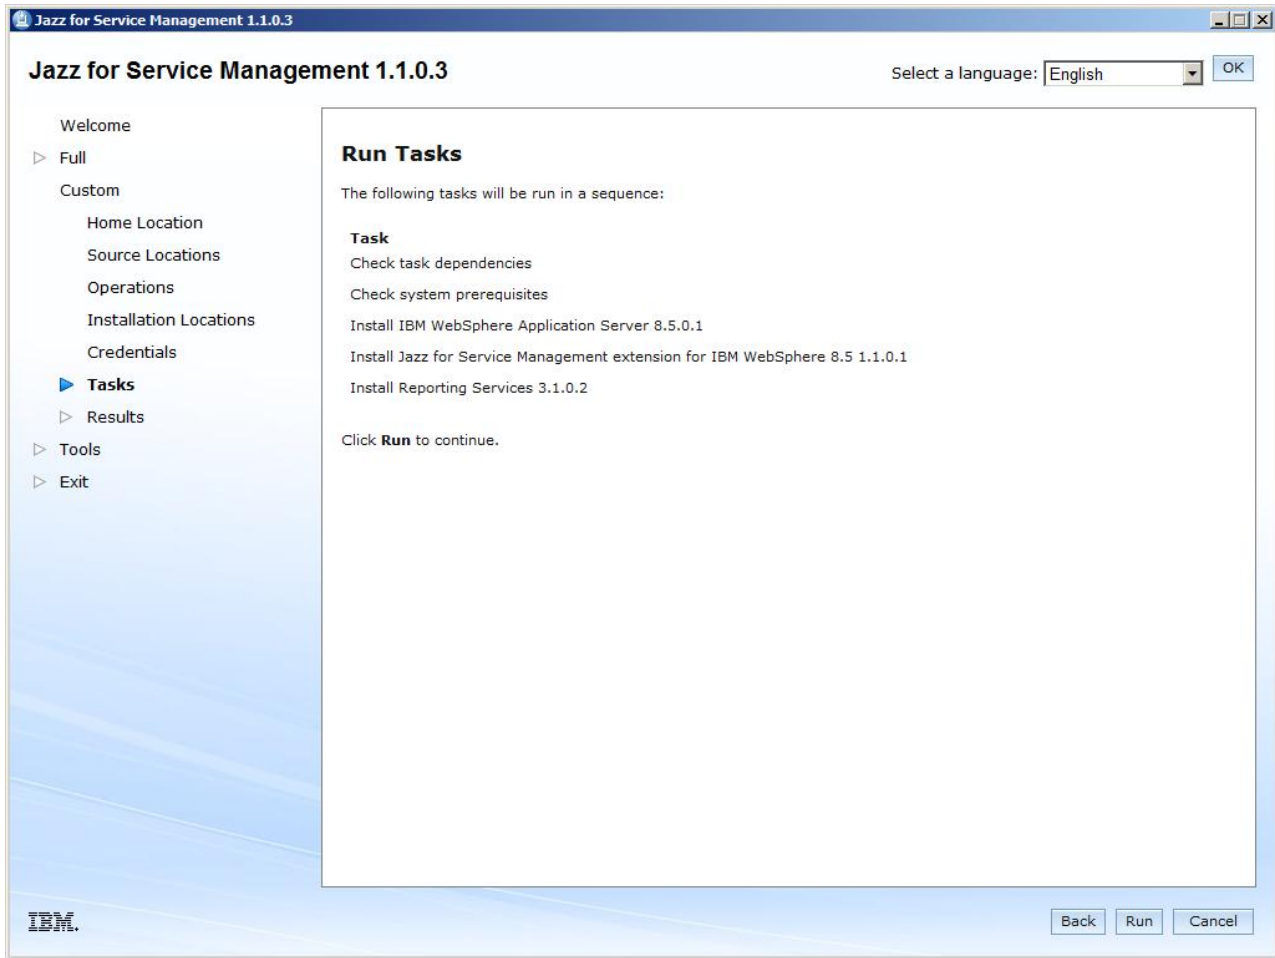 Jazz for Service Management 1.1.0.3
Jazz for Service Management 1.1.0.3
Select a language: English OK
Welcome
Full
Custom
Home Location
Source Locations
Operations
Installation Locations
Credentials
Tasks
Results
Tools
Exit
Run Tasks
The following tasks will be run in a sequence:
Task
Check task dependencies
Check system prerequisites
Install IBM WebSphere Application Server 8.5.0.1
Install Jazz for Service Management extension for IBM WebSphere 8.5 1.1.0.1
Install Reporting Services 3.1.0.2
Click Run to continue.
IBM.
Back Run Cancel